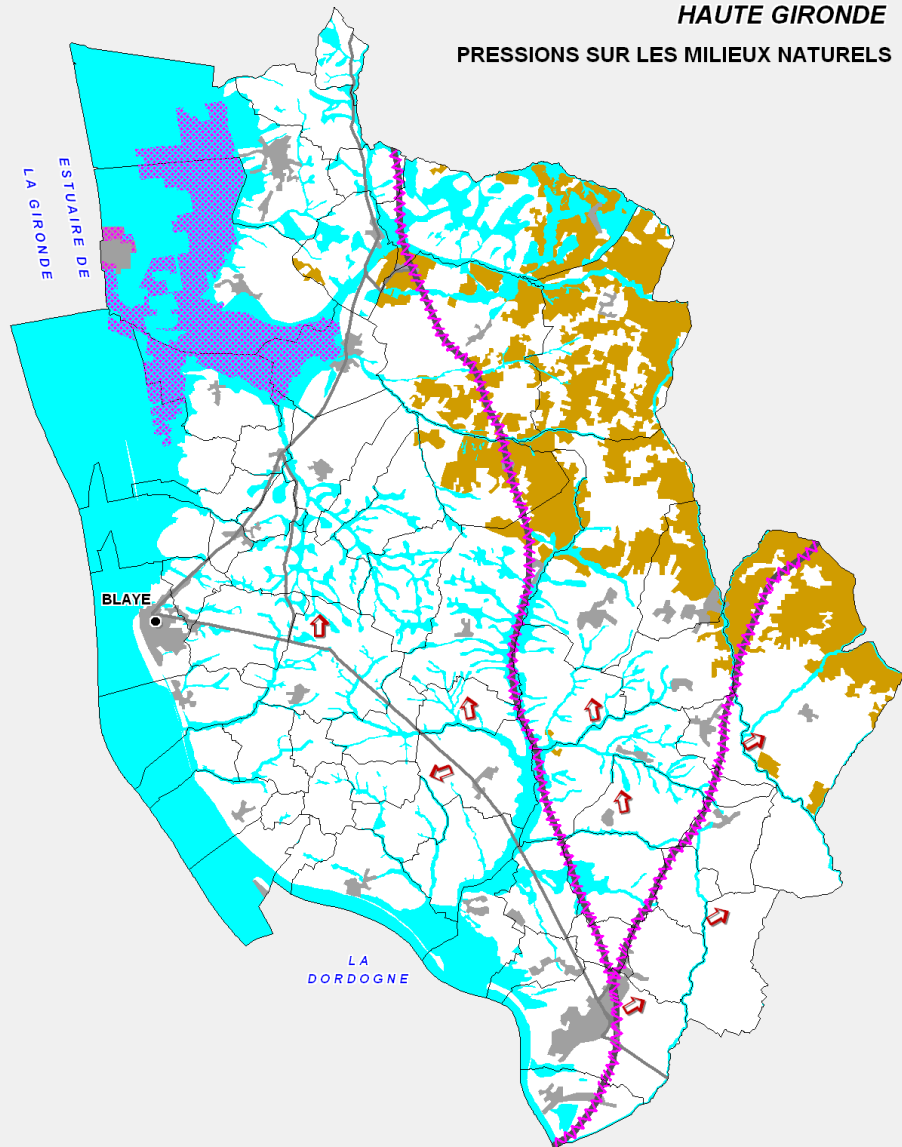 HAUTE GIRONDE
PRESSIONS SUR LES MILIEUX NATURELS
ESTUAIRE DE
LA GIRONDE
BLAYE
LA
DORDOGNE